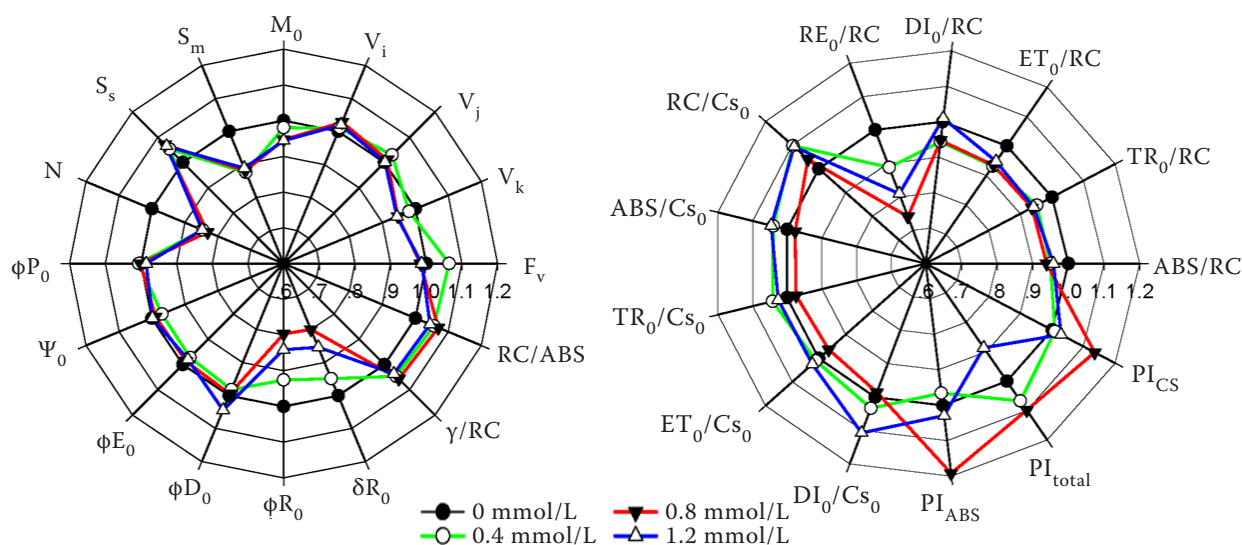 M₀
Vᵢ
Vⱼ
Vₖ
Fᵥ
RC/ABS
γ/RC
δR₀
ϕR₀
ϕD₀
ϕE₀
Ψ₀
ϕP₀
N
Sₛ
Sₘ
.6 .7 .8 .9 1.0 1.1 1.2
DI₀/RC
ET₀/RC
TR₀/RC
ABS/RC
PI_CS
PI_total
PI_ABS
DI₀/Cs₀
ET₀/Cs₀
TR₀/Cs₀
ABS/Cs₀
RC/Cs₀
RE₀/RC
.6 .7 .8 .9 1.0 1.1 1.2
0 mmol/L 0.8 mmol/L
0.4 mmol/L 1.2 mmol/L